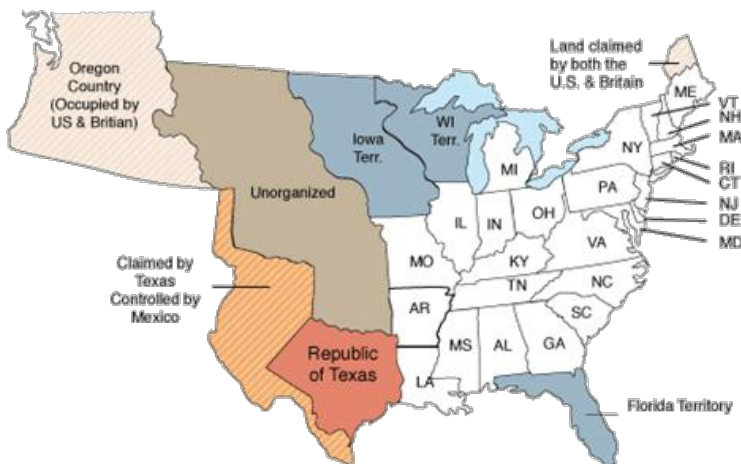 Oregon
Country
(Occupied by
US & Britian)
Land claimed
by both the
U.S. & Britain
ME
VT
NH
MA
RI
CT
NJ
DE
MD
Iowa
Terr.
WI
Terr.
MI
NY
PA
Unorganized
IL
IN
OH
VA
MO
KY
NC
TN
Claimed by
Texas
Controlled by
Mexico
AR
SC
MS
AL
GA
Republic
of Texas
LA
Florida Territory